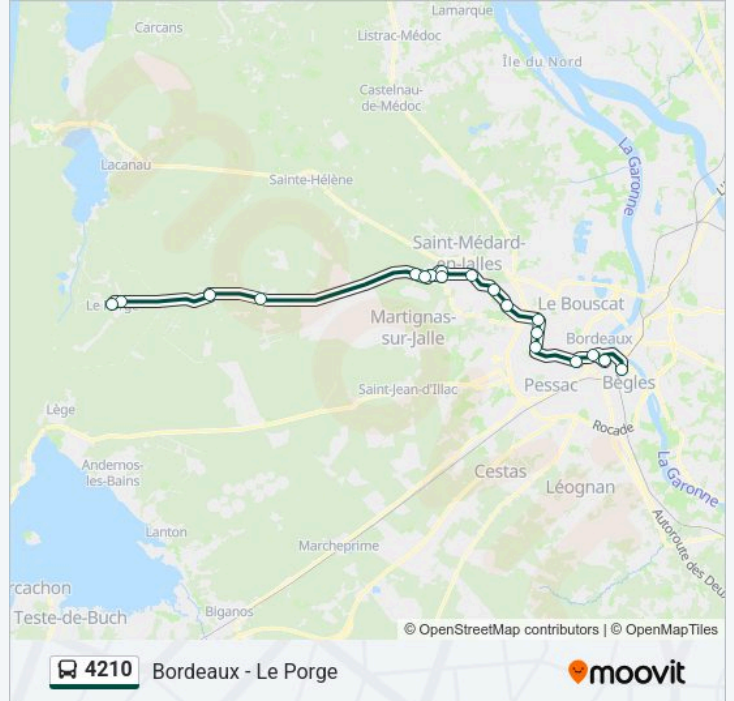 Lamarque
Carcans
Listrac-Médoc
Île du Nord
Castelnau-
de-Médoc
La Garonne
Lacanau
Sainte-Hélène
Saint-Médard-
en-Jalles
Le Bouscat
Martignas-
sur-Jalle
Bordeaux
Saint-Jean-d'Illac
Pessac
Bègles
Lège
Rocade
Andernos-
les-Bains
Cestas
Léognan
La Garonne
Lanton
Marcheprime
Autoroute des Deux
rcachon
Biganos
Teste-de-Buch
© OpenStreetMap contributors | © OpenMapTiles
4210 Bordeaux - Le Porge
moovit